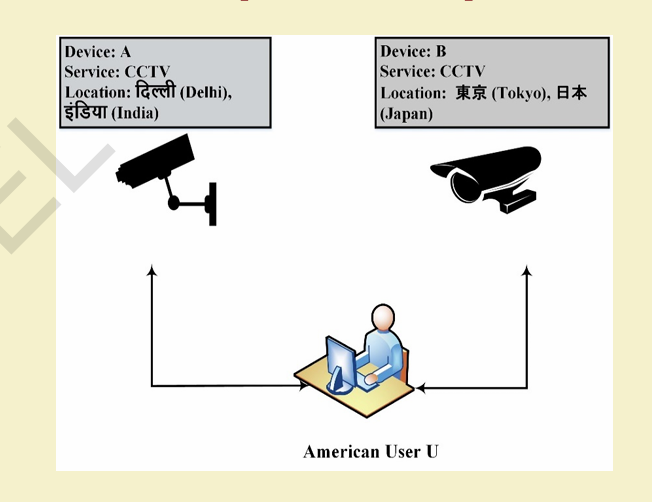 Device: A
Service: CCTV
Location: दिल्ली (Delhi),
इंडिया (India)
Device: B
Service: CCTV
Location: 東京 (Tokyo), 日本
(Japan)
American User U